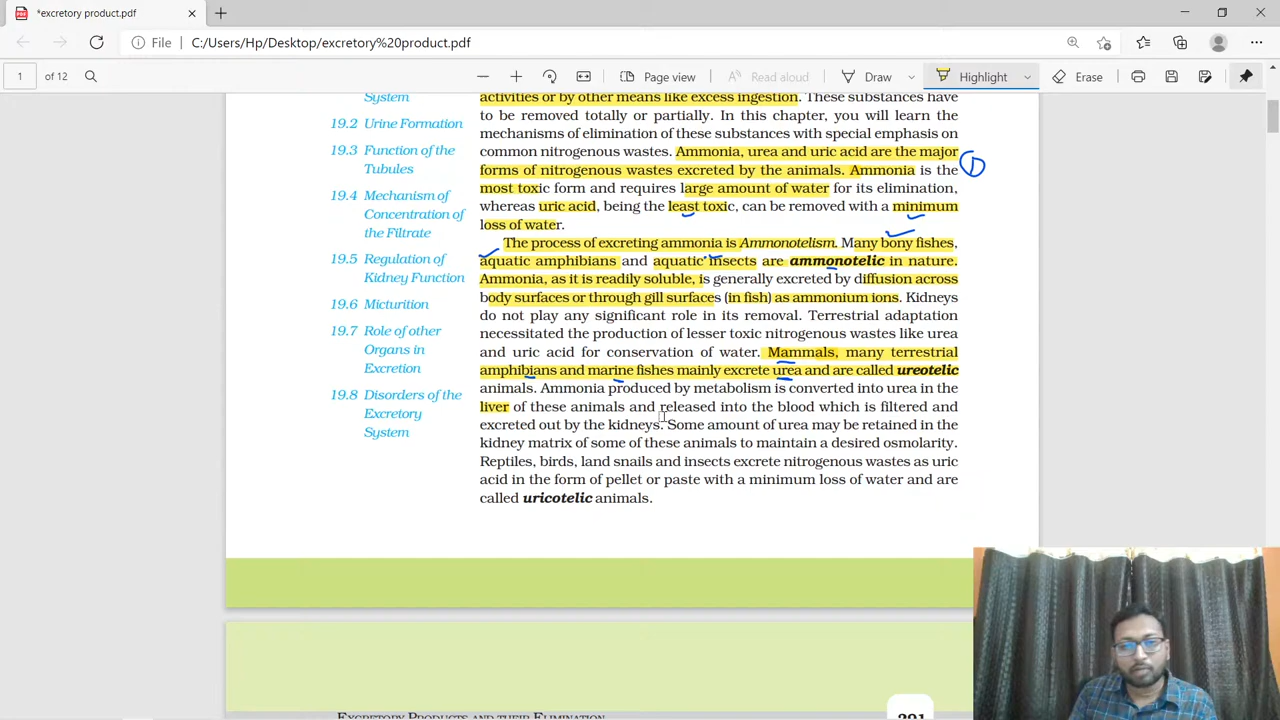 *excretory product.pdf
File C:/Users/Hp/Desktop/excretory%20product.pdf
1 of 12 Page view Read aloud Draw Highlight Erase
System
19.2 Urine Formation
19.3 Function of the
Tubules
19.4 Mechanism of
Concentration of
the Filtrate
19.5 Regulation of
Kidney Function
19.6 Micturition
19.7 Role of other
Organs in
Excretion
19.8 Disorders of the
Excretory
System
activities or by other means like excess ingestion. These substances have
to be removed totally or partially. In this chapter, you will learn the
mechanisms of elimination of these substances with special emphasis on
common nitrogenous wastes. Ammonia, urea and uric acid are the major
forms of nitrogenous wastes excreted by the animals. Ammonia is the
most toxic form and requires large amount of water for its elimination,
whereas uric acid, being the least toxic, can be removed with a minimum
loss of water.
The process of excreting ammonia is Ammonotelism. Many bony fishes,
aquatic amphibians and aquatic insects are ammonotelic in nature.
Ammonia, as it is readily soluble, is generally excreted by diffusion across
body surfaces or through gill surfaces (in fish) as ammonium ions. Kidneys
do not play any significant role in its removal. Terrestrial adaptation
necessitated the production of lesser toxic nitrogenous wastes like urea
and uric acid for conservation of water. Mammals, many terrestrial
amphibians and marine fishes mainly excrete urea and are called ureotelic
animals. Ammonia produced by metabolism is converted into urea in the
liver of these animals and released into the blood which is filtered and
excreted out by the kidneys. Some amount of urea may be retained in the
kidney matrix of some of these animals to maintain a desired osmolarity.
Reptiles, birds, land snails and insects excrete nitrogenous wastes as uric
acid in the form of pellet or paste with a minimum loss of water and are
called uricotelic animals.
EXCRETORY PRODUCTS AND THEIR ELIMINATION
291